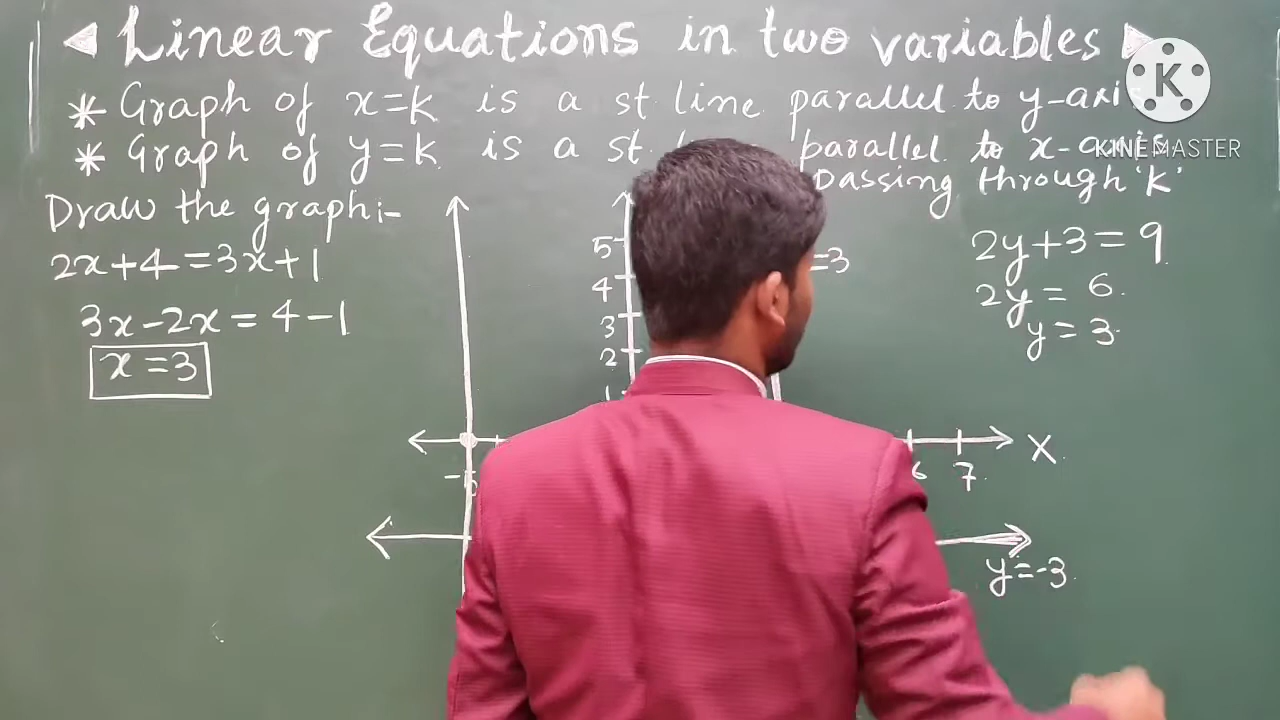 Linear Equations in two variables
* Graph of x=k is a st line parallel to y-axis
* Graph of y=k is a st parallel to x-axis
passing through 'K'
Draw the graph:-
2x+4=3x+1
3x-2x=4-1
x=3
2y+3=9
2y=6
y=3
5
4
3
2
1
=3
6
7
X
y=-3
K
KINEMASTER